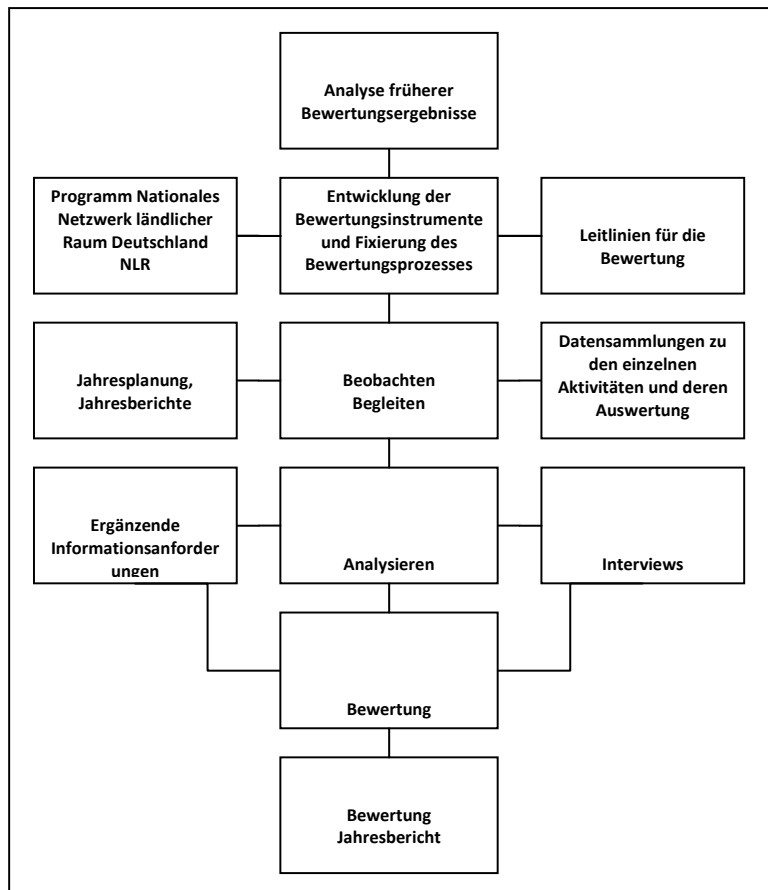 Analyse früherer
Bewertungsergebnisse
Programm Nationales
Netzwerk ländlicher
Raum Deutschland
NLR
Entwicklung der
Bewertungsinstrumente
und Fixierung des
Bewertungsprozesses
Leitlinien für die
Bewertung
Jahresplanung,
Jahresberichte
Beobachten
Begleiten
Datensammlungen zu
den einzelnen
Aktivitäten und deren
Auswertung
Ergänzende
Informationsanforder
ungen
Analysieren
Interviews
Bewertung
Bewertung
Jahresbericht